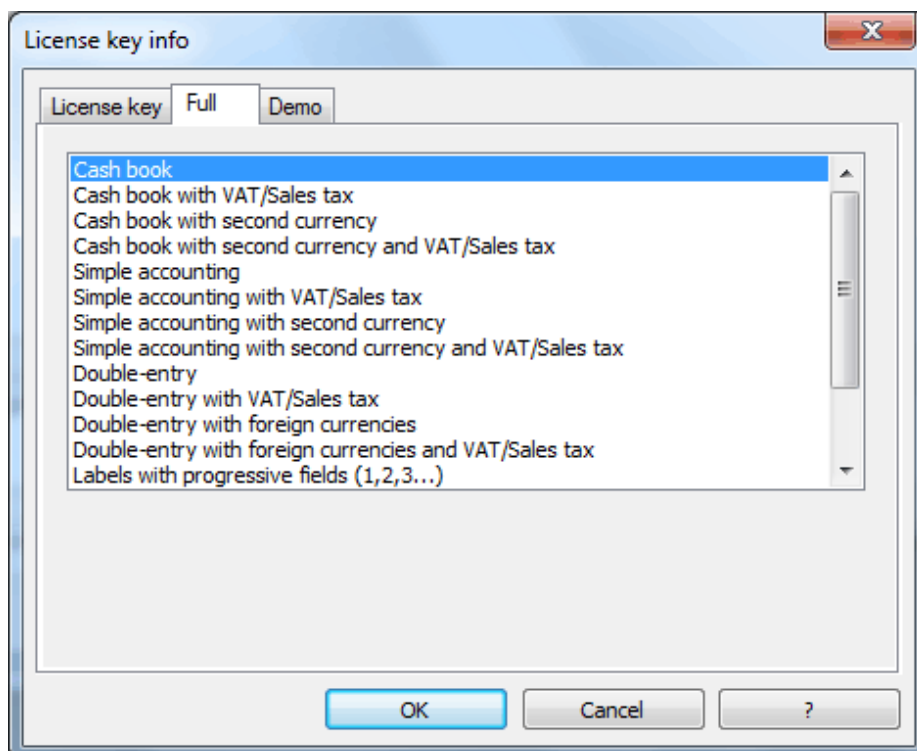 License key info
License key
Full
Demo
Cash book
Cash book with VAT/Sales tax
Cash book with second currency
Cash book with second currency and VAT/Sales tax
Simple accounting
Simple accounting with VAT/Sales tax
Simple accounting with second currency
Simple accounting with second currency and VAT/Sales tax
Double-entry
Double-entry with VAT/Sales tax
Double-entry with foreign currencies
Double-entry with foreign currencies and VAT/Sales tax
Labels with progressive fields (1,2,3...)
OK
Cancel
?